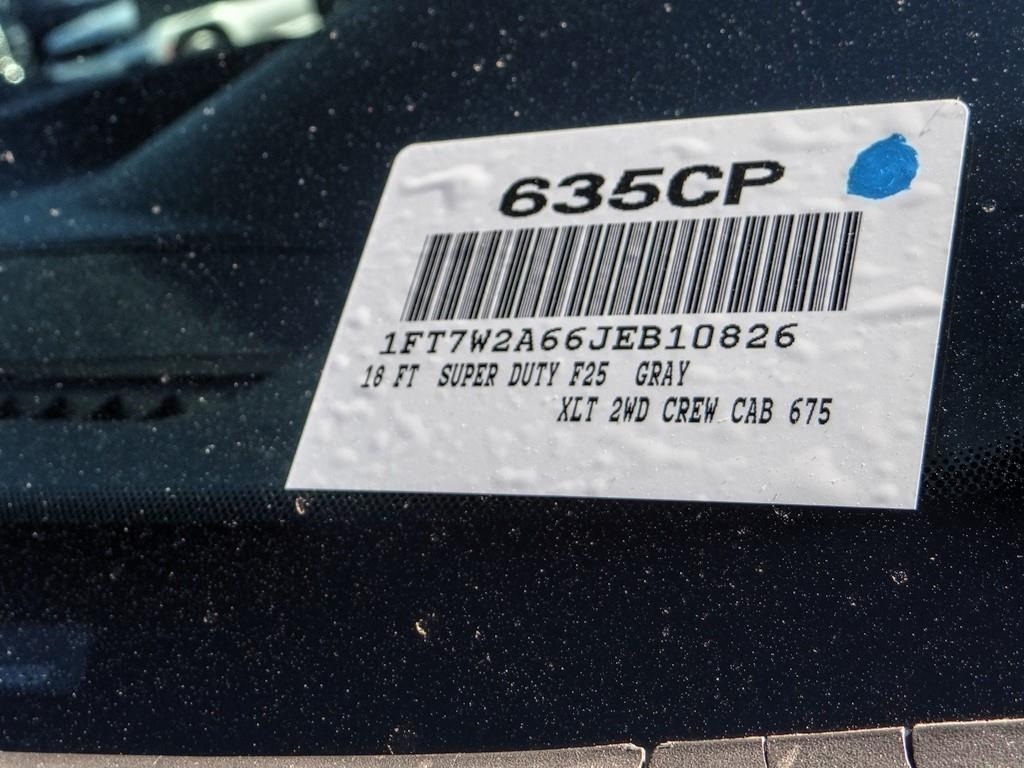 635CP
1FT7W2A66JEB10826
18 FT SUPER DUTY F25 GRAY
XLT 2WD CREW CAB 675